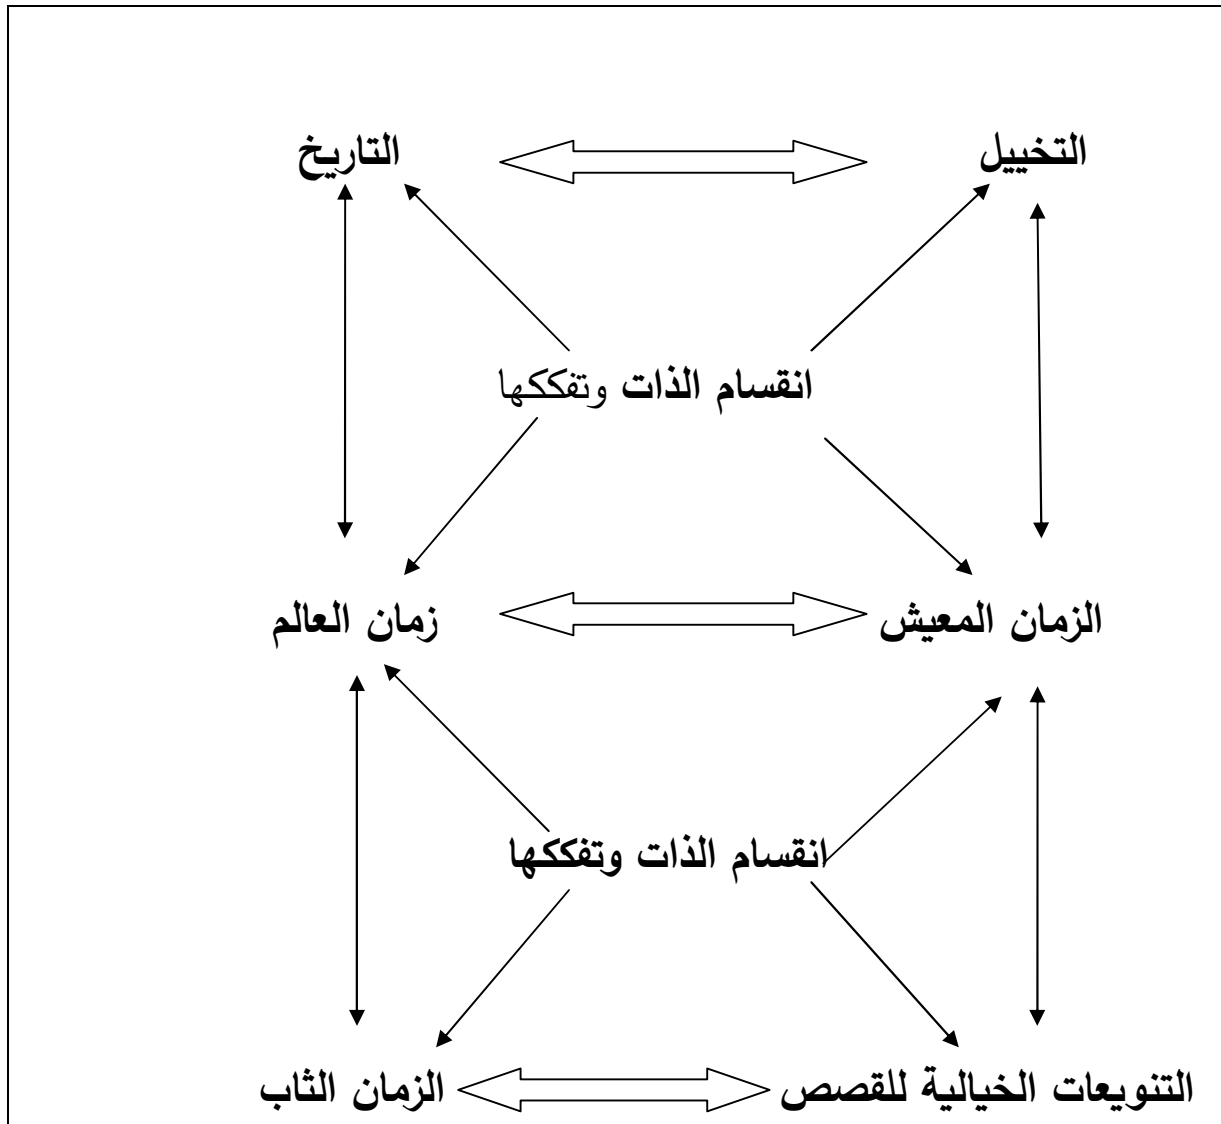 التخييل التاريخ
انقسام الذات وتفككها
الزمان المعيش زمان العالم
انقسام الذات وتفككها
التنويعات الخيالية للقصص الزمان الثاب